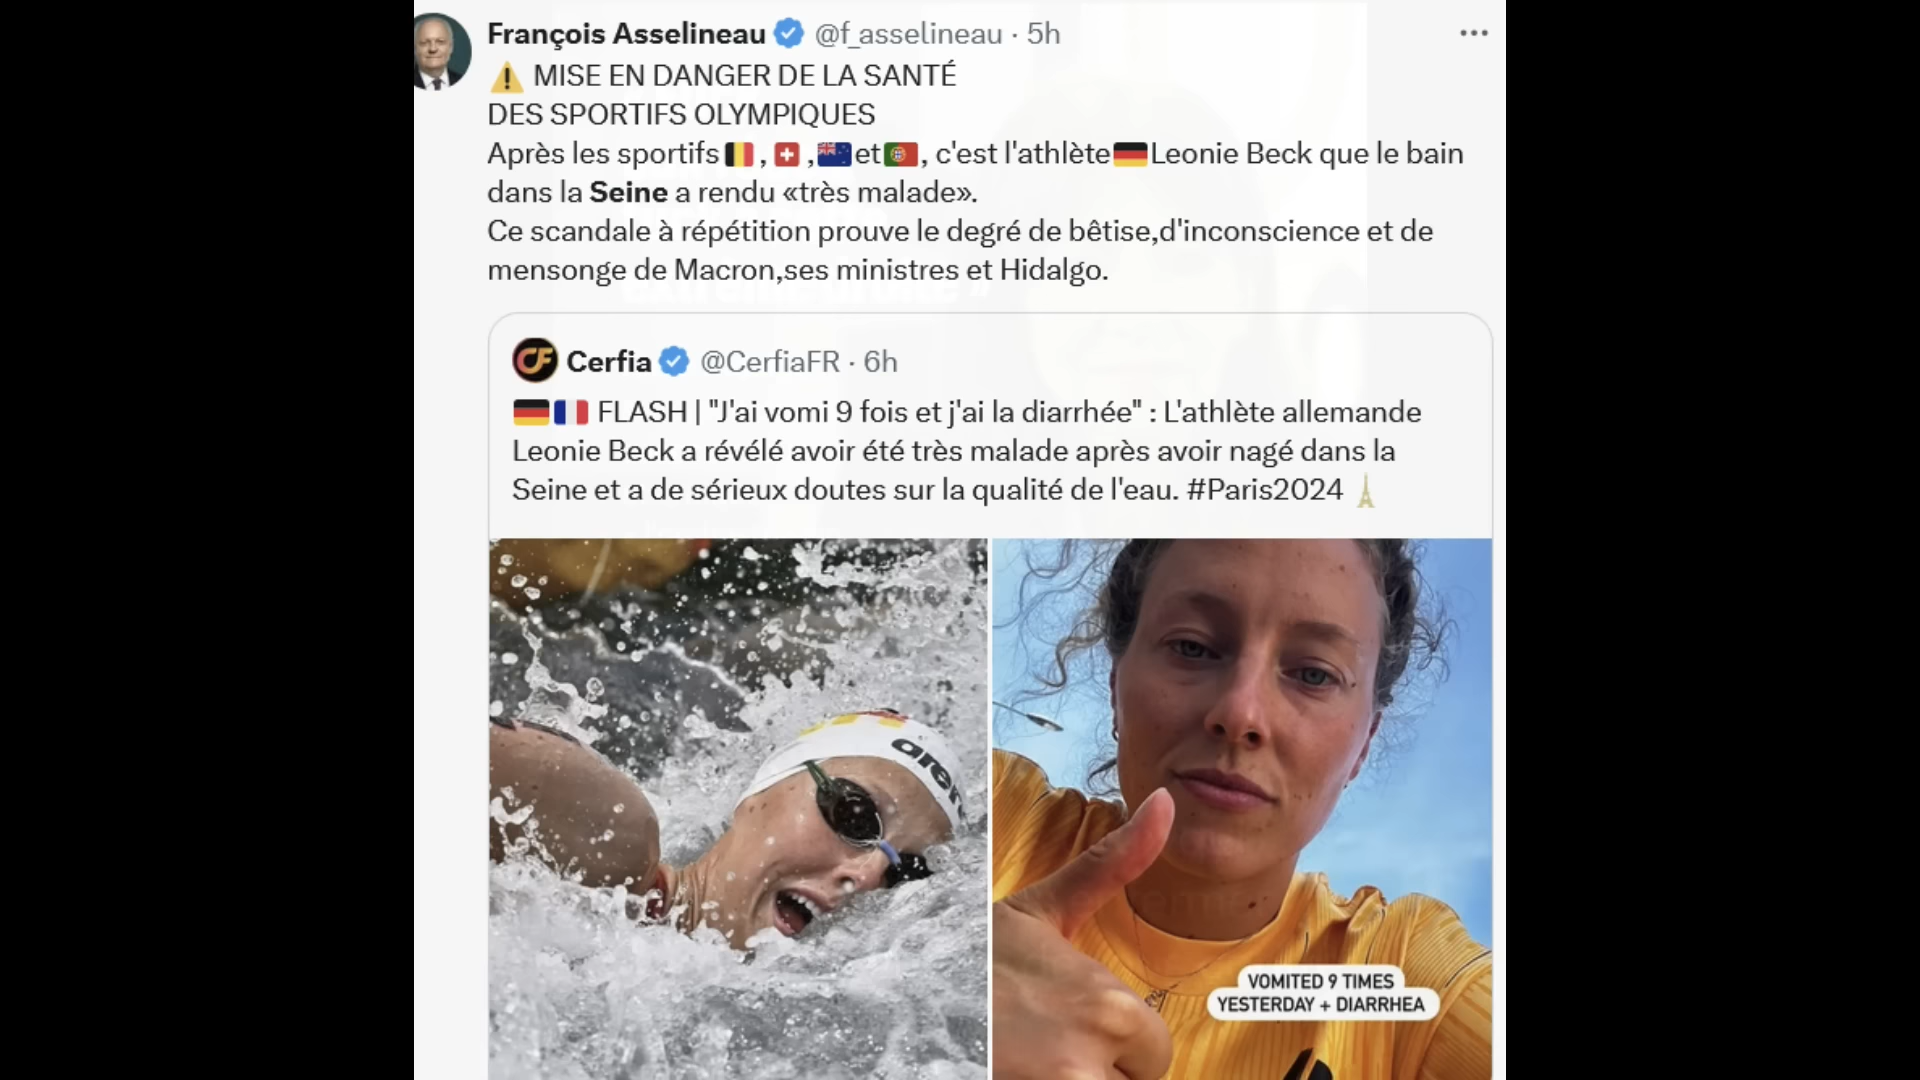 François Asselineau @f_asselineau · 5h
⚠️ MISE EN DANGER DE LA SANTÉ
DES SPORTIFS OLYMPIQUES
Après les sportifs🇧🇪, 🇨🇭 ,🇳🇿et🇵🇹, c'est l'athlète🇩🇪Leonie Beck que le bain
dans la Seine a rendu «très malade».
Ce scandale à répétition prouve le degré de bêtise,d'inconscience et de
mensonge de Macron,ses ministres et Hidalgo.
CF Cerfia @CerfiaFR · 6h
🇩🇪🇫🇷 FLASH | "J'ai vomi 9 fois et j'ai la diarrhée" : L'athlète allemande
Leonie Beck a révélé avoir été très malade après avoir nagé dans la
Seine et a de sérieux doutes sur la qualité de l'eau. #Paris2024
aren
VOMITED 9 TIMES
YESTERDAY + DIARRHEA